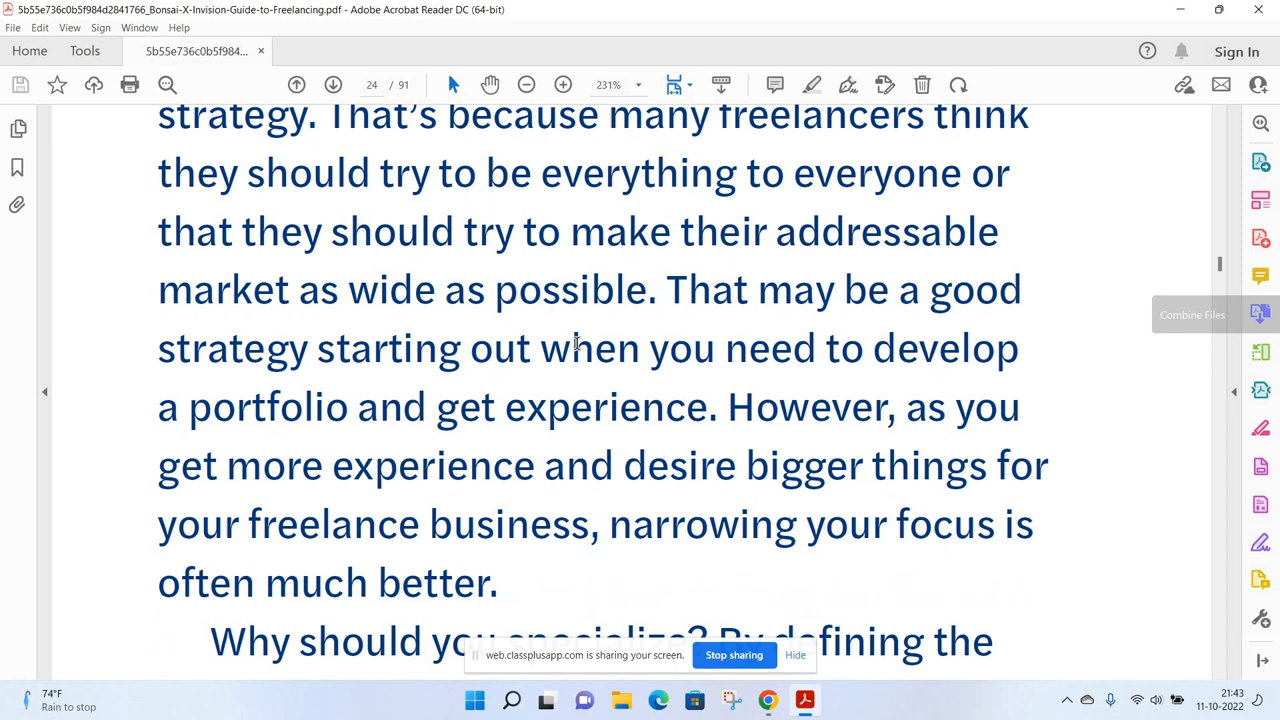 5b55e736c0b5f984d2841766_Bonsai-X-Invision-Guide-to-Freelancing.pdf - Adobe Acrobat Reader DC (64-bit)
File Edit View Sign Window Help
Home Tools 5b55e736c0b5f984... × Sign In
24 / 91 231%
strategy. That's because many freelancers think
they should try to be everything to everyone or
that they should try to make their addressable
market as wide as possible. That may be a good
Combine Files
strategy starting out when you need to develop
a portfolio and get experience. However, as you
get more experience and desire bigger things for
your freelance business, narrowing your focus is
often much better.
Why should you specialize? By defining the
web.classplusapp.com is sharing your screen. Stop sharing Hide
74°F
Rain to stop
21:43
11-10-2022